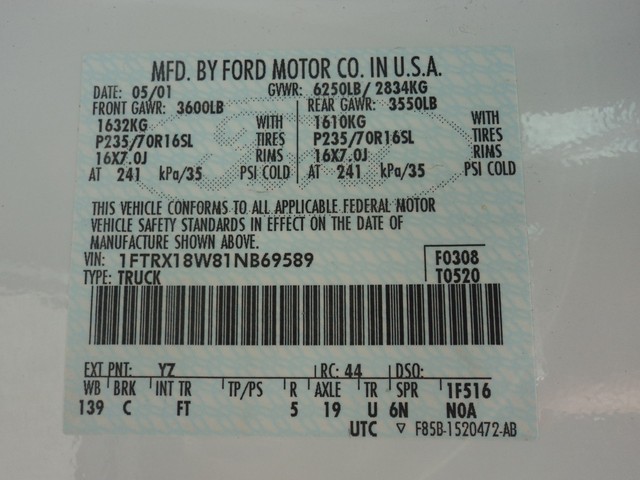 MFD. BY FORD MOTOR CO. IN U.S.A.
DATE: 05/01 GVWR: 6250LB/ 2834KG
FRONT GAWR: 3600LB REAR GAWR: 3550LB
1632KG WITH 1610KG WITH
P235/70R16SL TIRES P235/70R16SL TIRES
16X7.0J RIMS 16X7.0J RIMS
AT 241 kPa/35 PSI COLD AT 241 kPa/35 PSI COLD
THIS VEHICLE CONFORMS TO ALL APPLICABLE FEDERAL MOTOR
VEHICLE SAFETY STANDARDS IN EFFECT ON THE DATE OF
MANUFACTURE SHOWN ABOVE.
VIN: 1FTRX18W81NB69589 F0308
TYPE: TRUCK T0520
EXT PNT: YZ RC: 44 DSO:
WB BRK INT TR TP/PS R AXLE TR SPR 1F516
139 C FT 5 19 U 6N NOA
UTC ▽ F85B-1520472-AB